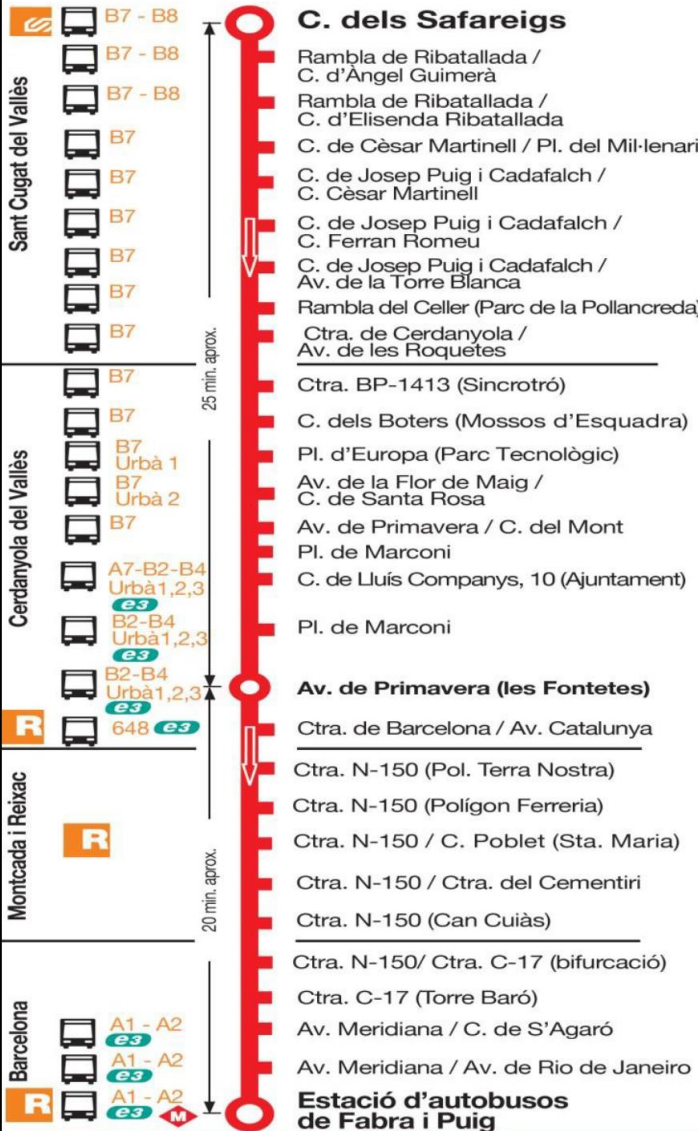 B7 - B8
C. dels Safareigs
B7 - B8
Rambla de Ribatallada /
C. d'Àngel Guimerà
B7 - B8
Rambla de Ribatallada /
C. d'Elisenda Ribatallada
B7
C. de Cèsar Martinell / Pl. del Mil·lenari
B7
C. de Josep Puig i Cadafalch /
C. Cèsar Martinell
B7
C. de Josep Puig i Cadafalch /
C. Ferran Romeu
B7
C. de Josep Puig i Cadafalch /
Av. de la Torre Blanca
B7
Rambla del Celler (Parc de la Pollancreda)
B7
Ctra. de Cerdanyola /
Av. de les Roquetes
Sant Cugat del Vallès
25 min. aprox.
B7
Ctra. BP-1413 (Sincrotró)
B7
C. dels Boters (Mossos d'Esquadra)
B7
Urbà 1
Pl. d'Europa (Parc Tecnològic)
B7
Urbà 2
Av. de la Flor de Maig /
C. de Santa Rosa
B7
Av. de Primavera / C. del Mont
Pl. de Marconi
A7-B2-B4
Urbà1,2,3
e3
C. de Lluís Companys, 10 (Ajuntament)
B2-B4
Urbà1,2,3
e3
Pl. de Marconi
B2-B4
Urbà1,2,3
e3
Av. de Primavera (les Fontetes)
R
648 e3
Ctra. de Barcelona / Av. Catalunya
Cerdanyola del Vallès
Ctra. N-150 (Pol. Terra Nostra)
Ctra. N-150 (Polígon Ferreria)
R
Ctra. N-150 / C. Poblet (Sta. Maria)
Ctra. N-150 / Ctra. del Cementiri
Ctra. N-150 (Can Cuiàs)
Montcada i Reixac
20 min. aprox.
Ctra. N-150/ Ctra. C-17 (bifurcació)
Ctra. C-17 (Torre Baró)
A1 - A2
e3
Av. Meridiana / C. de S'Agaró
A1 - A2
e3
Av. Meridiana / Av. de Rio de Janeiro
R
A1 - A2
e3
M
Estació d'autobusos
de Fabra i Puig
Barcelona